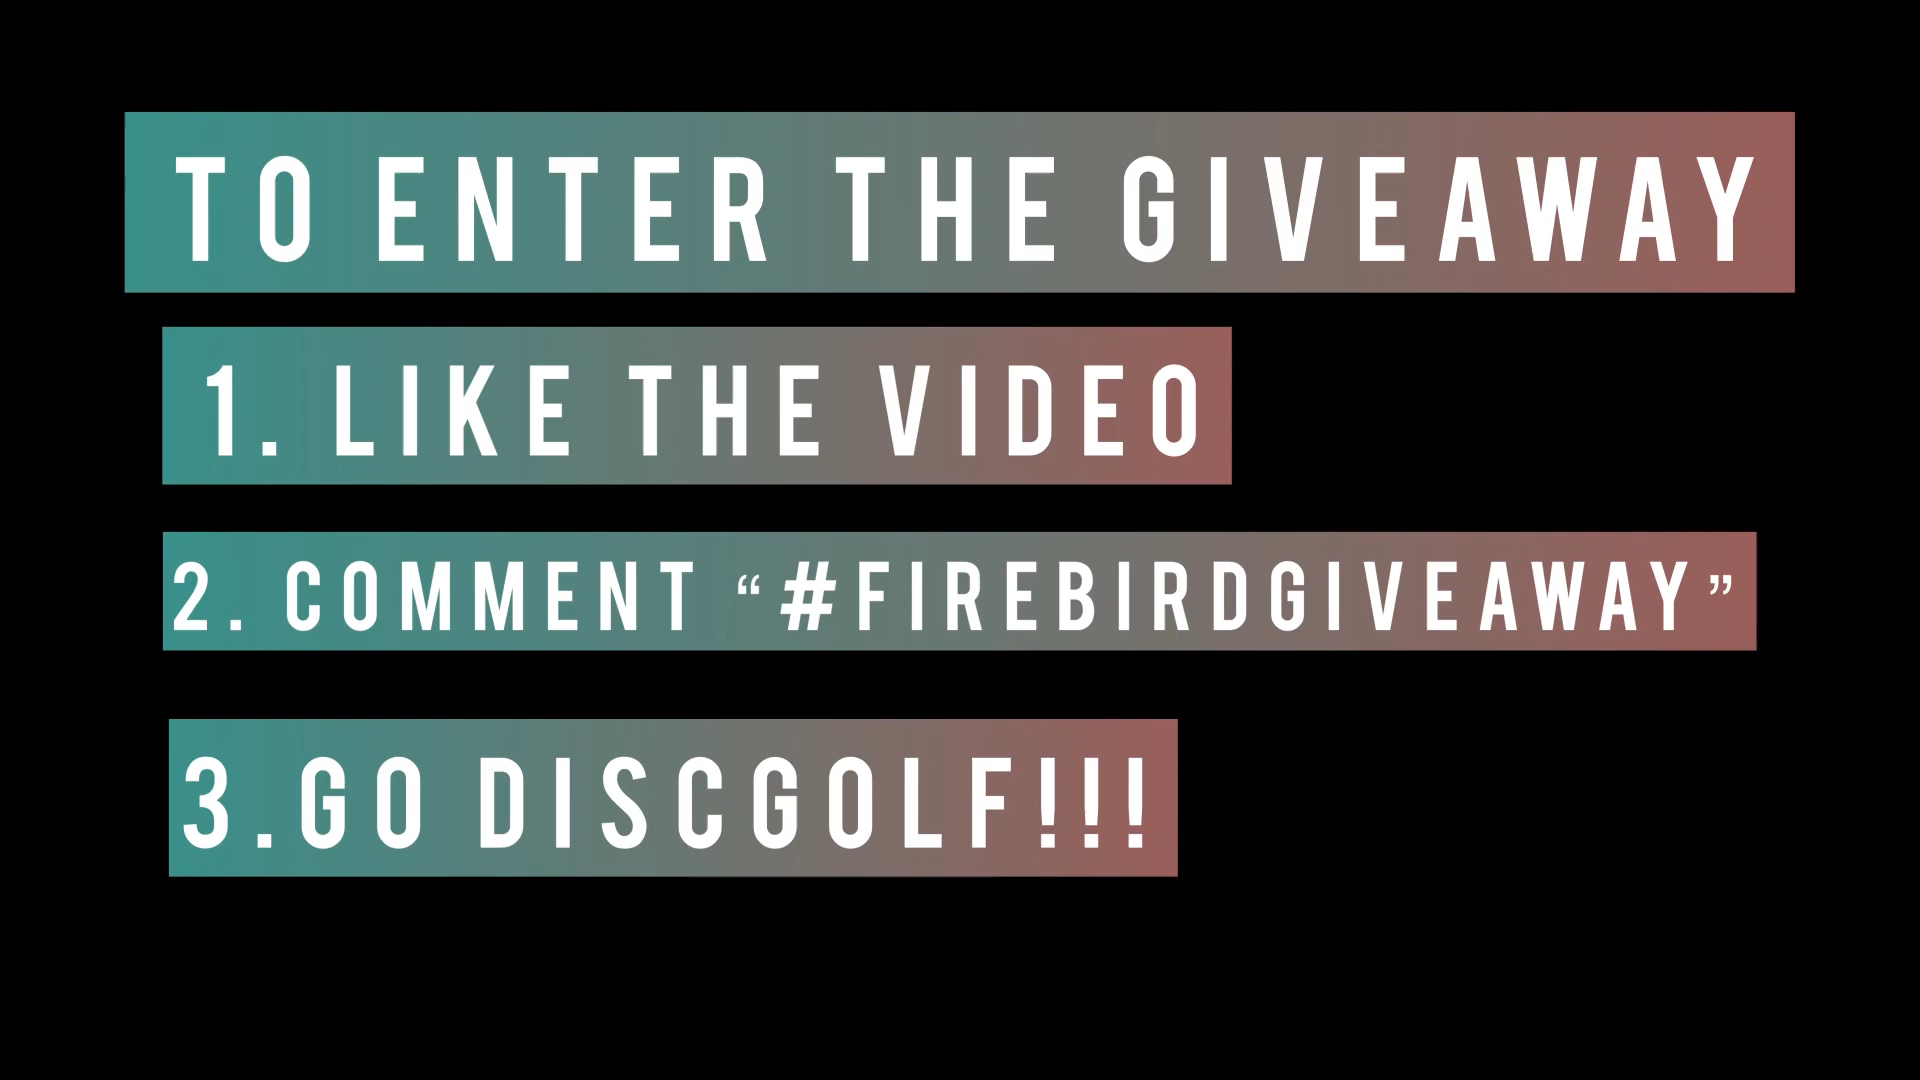 TO ENTER THE GIVEAWAY
1. LIKE THE VIDEO
2. COMMENT “#FIREBIRDGIVEAWAY”
3.GO DISCGOLF!!!